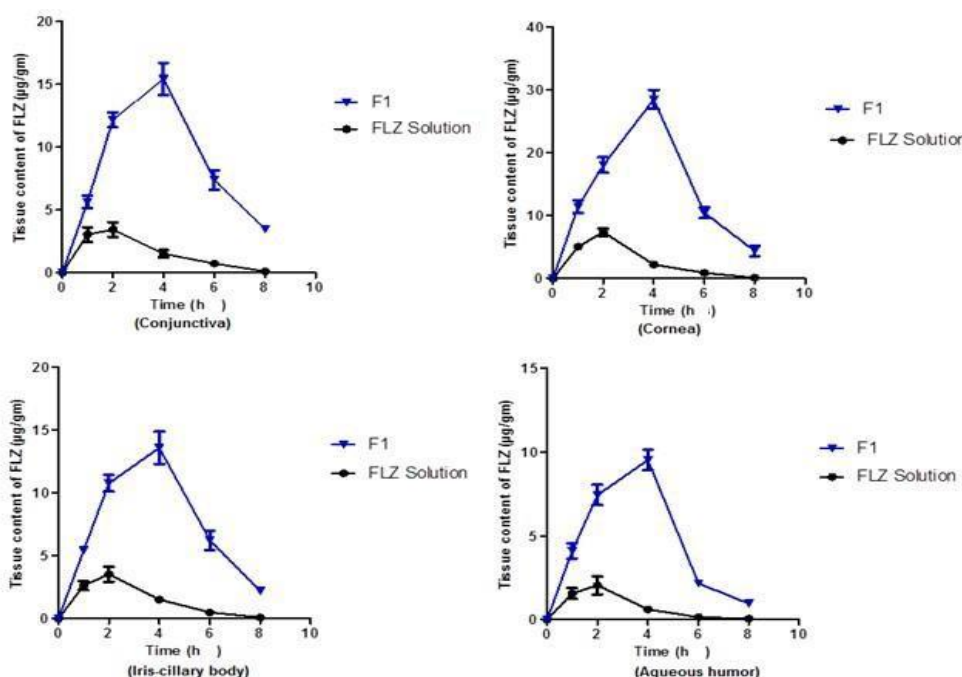 Tissue content of FLZ (µg/gm)
20
15
10
5
0
0 2 4 6 8 10
Time (h )
(Conjunctiva)
F1
FLZ Solution
Tissue content of FLZ (µg/gm)
40
30
20
10
0
0 2 4 6 8 10
Time (h )
(Cornea)
F1
FLZ Solution
Tissue content of FLZ (µg/gm)
20
15
10
5
0
0 2 4 6 8 10
Time (h )
(Iris-cillary body)
F1
FLZ Solution
Tissue content of FLZ (µg/gm)
15
10
5
0
0 2 4 6 8 10
Time (h )
(Aqueous humor)
F1
FLZ Solution